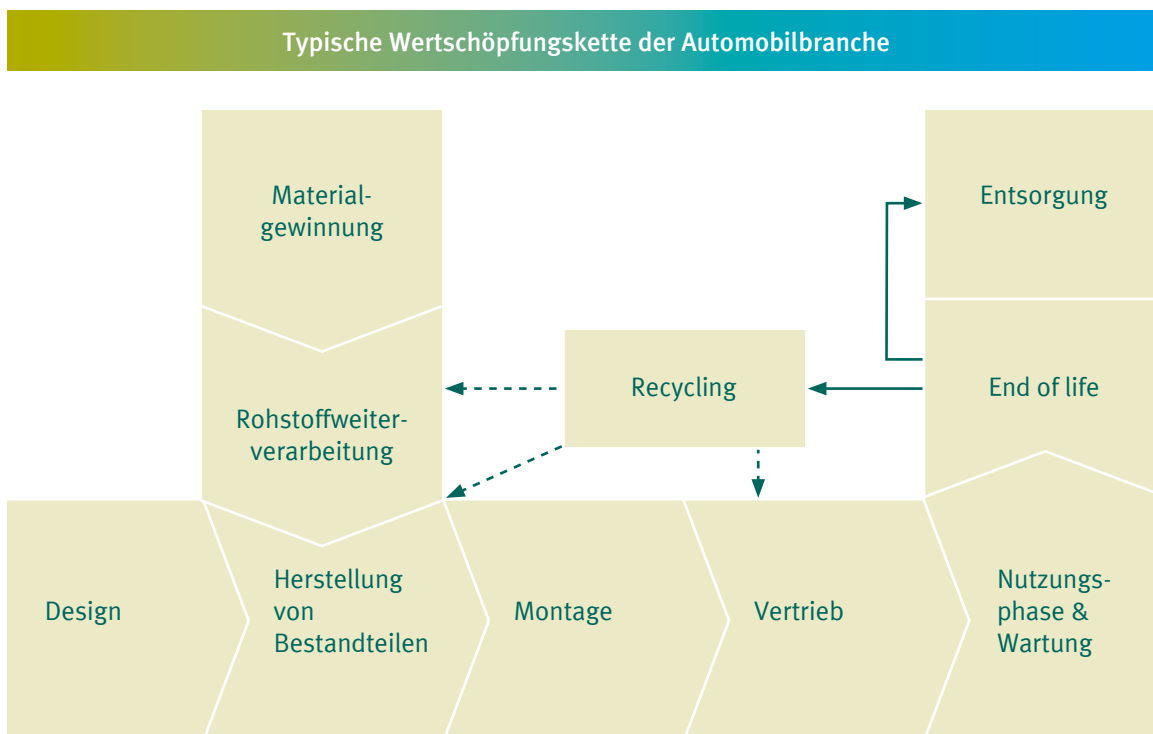 Typische Wertschöpfungskette der Automobilbranche
Material-
gewinnung
Entsorgung
Recycling
End of life
Rohstoffweiter-
verarbeitung
Design
Herstellung
von
Bestandteilen
Montage
Vertrieb
Nutzungs-
phase &
Wartung